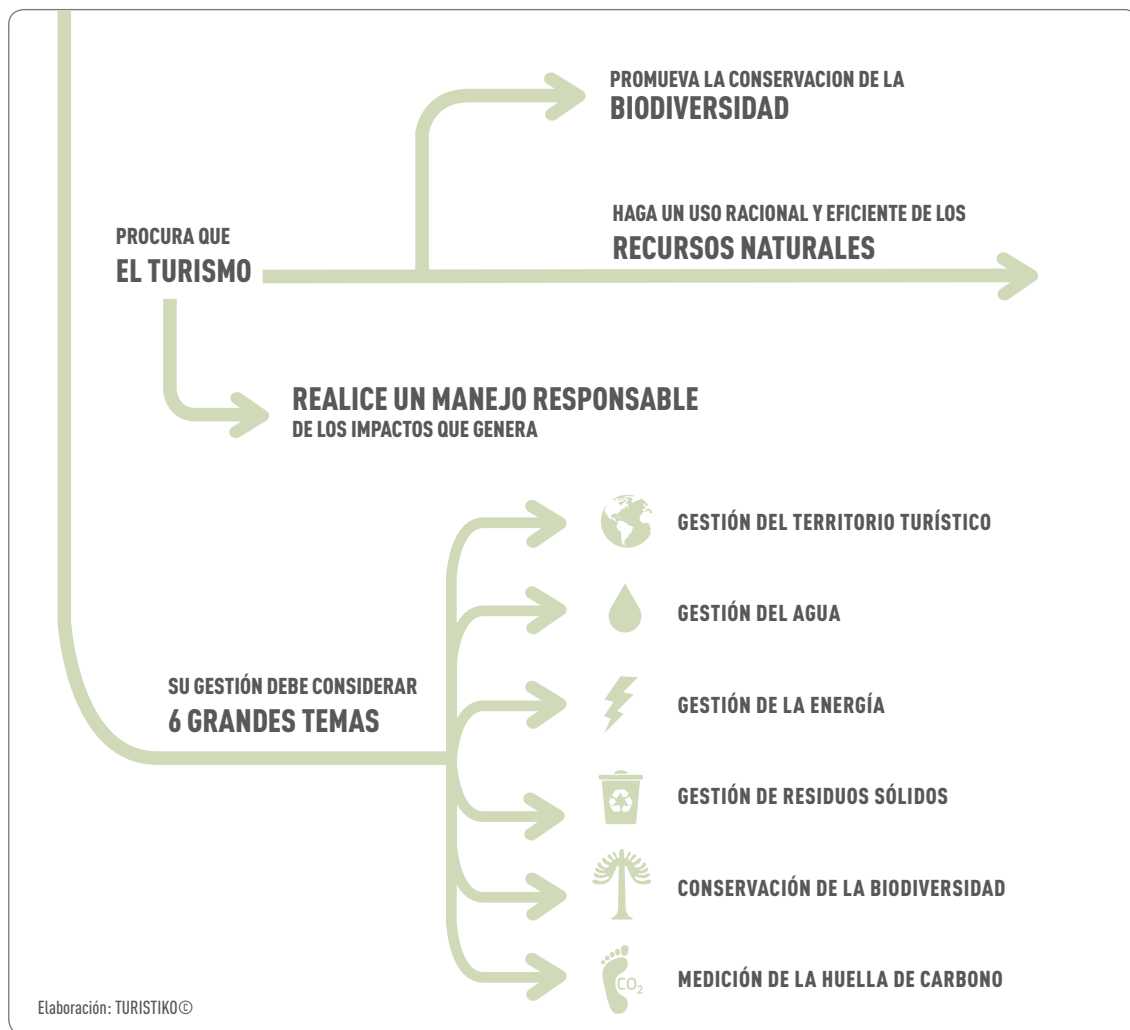 PROMUEVA LA CONSERVACION DE LA
BIODIVERSIDAD
HAGA UN USO RACIONAL Y EFICIENTE DE LOS
RECURSOS NATURALES
PROCURA QUE
EL TURISMO
REALICE UN MANEJO RESPONSABLE
DE LOS IMPACTOS QUE GENERA
SU GESTIÓN DEBE CONSIDERAR
6 GRANDES TEMAS
GESTIÓN DEL TERRITORIO TURÍSTICO
GESTIÓN DEL AGUA
GESTIÓN DE LA ENERGÍA
GESTIÓN DE RESIDUOS SÓLIDOS
CONSERVACIÓN DE LA BIODIVERSIDAD
CO₂
MEDICIÓN DE LA HUELLA DE CARBONO
Elaboración: TURISTIKO©